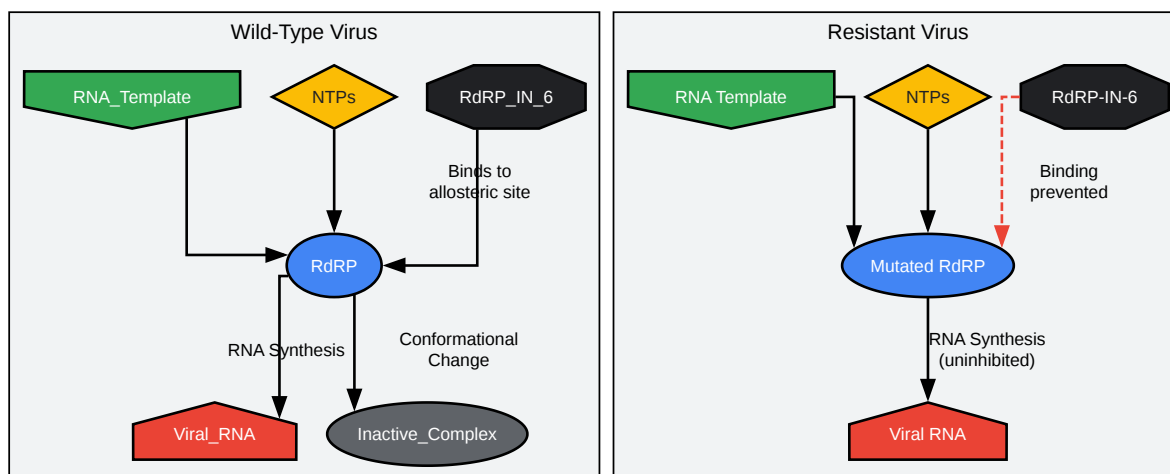 Wild-Type Virus
RNA_Template
NTPs
RdRP_IN_6
Binds to
allosteric site
RdRP
RNA Synthesis
Conformational
Change
Viral_RNA
Inactive_Complex
Resistant Virus
RNA Template
NTPs
RdRP-IN-6
Binding
prevented
Mutated RdRP
RNA Synthesis
(uninhibited)
Viral RNA